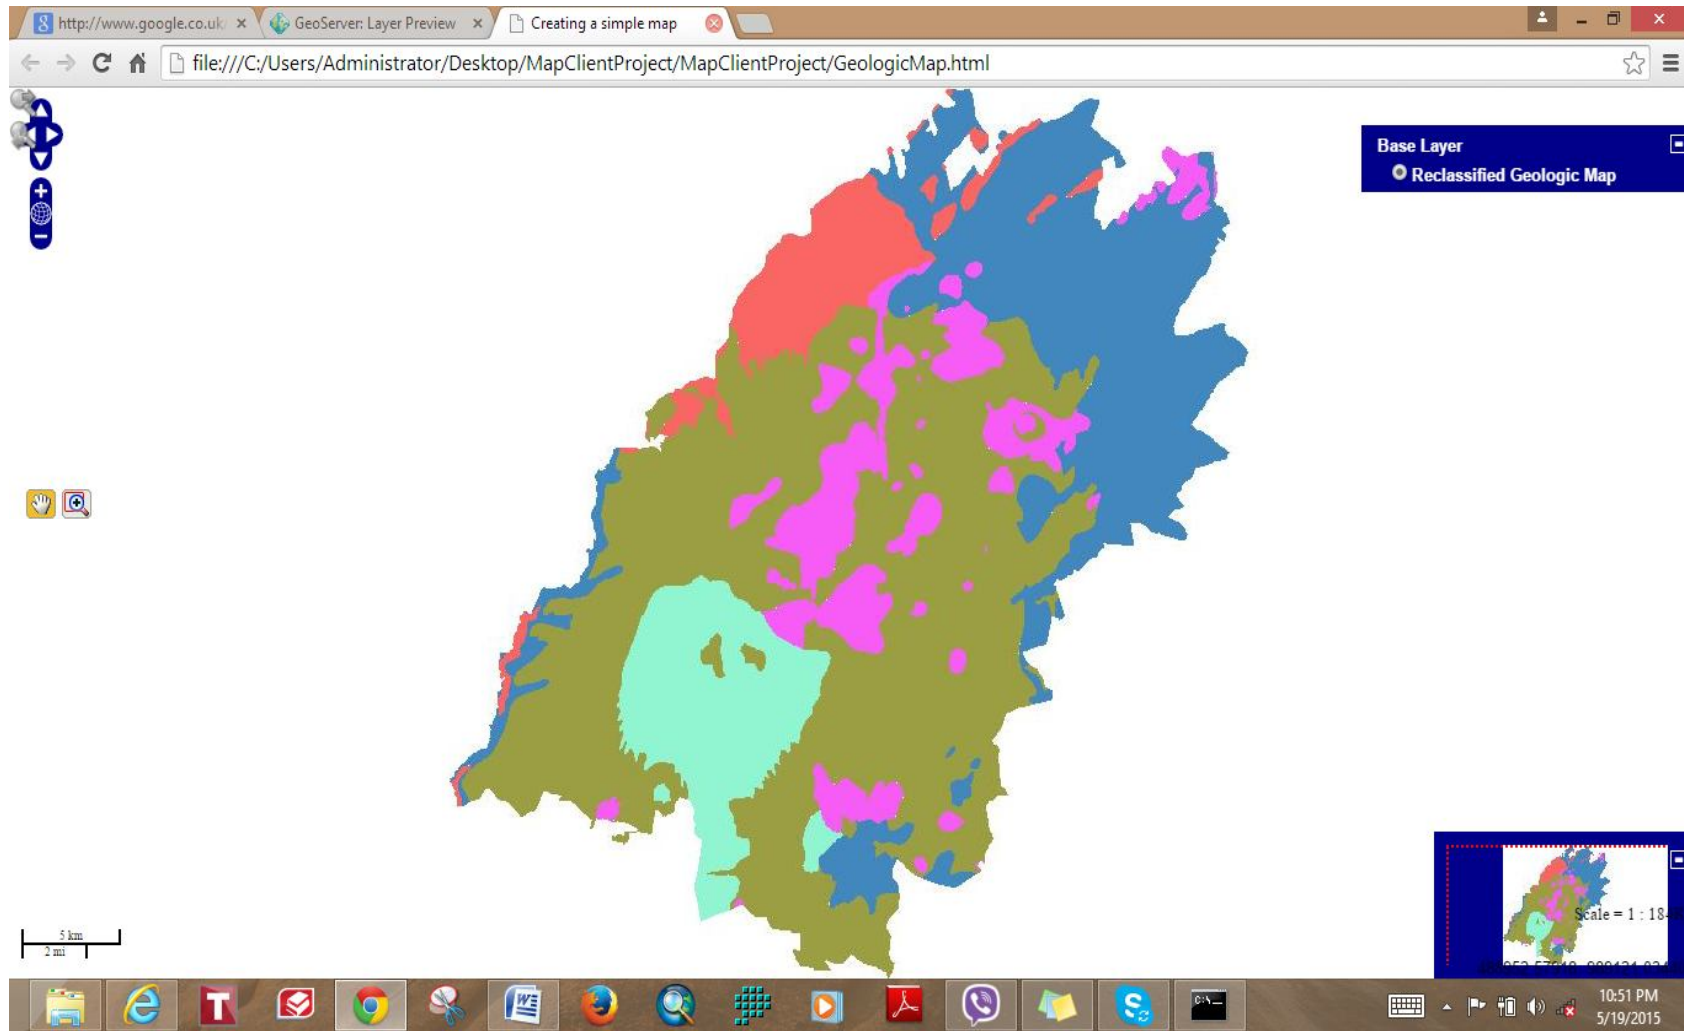 http://www.google.co.uk/
GeoServer: Layer Preview
Creating a simple map
file:///C:/Users/Administrator/Desktop/MapClientProject/MapClientProject/GeologicMap.html
Base Layer
Reclassified Geologic Map
5 km
2 mi
Scale = 1 : 184
10:51 PM
5/19/2015